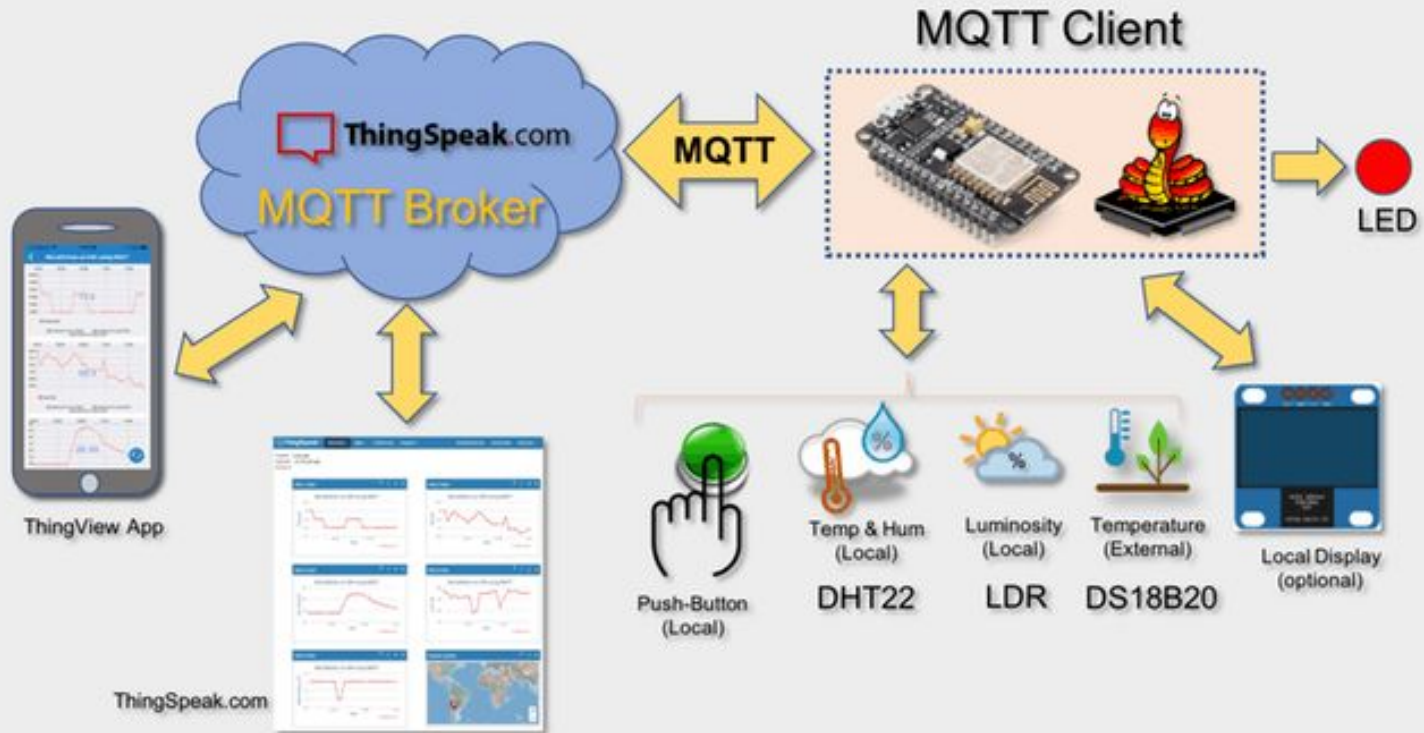 MQTT Client
ThingSpeak.com
MQTT Broker
MQTT
LED
ThingView App
%
%
Temp & Hum
(Local)
DHT22
Luminosity
(Local)
LDR
Temperature
(External)
DS18B20
Push-Button
(Local)
Local Display
(optional)
ThingSpeak.com
ThingSpeak